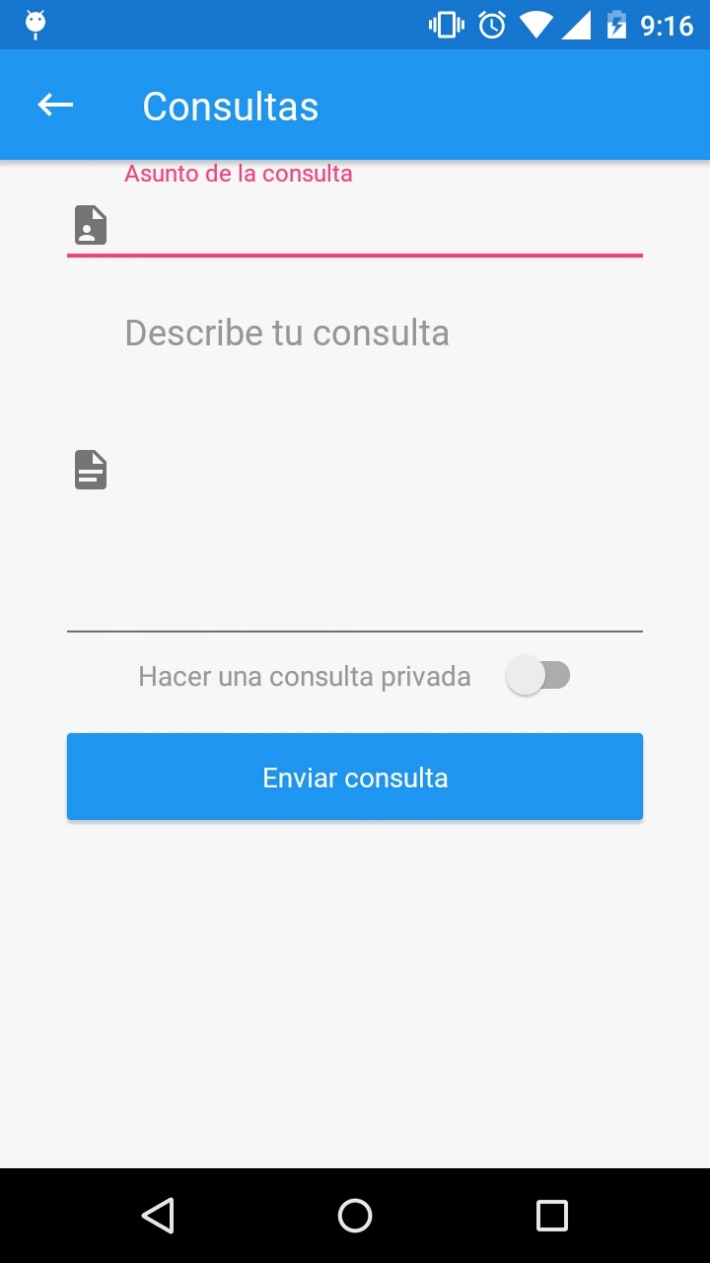 9:16
Consultas
Asunto de la consulta
Describe tu consulta
Hacer una consulta privada
Enviar consulta